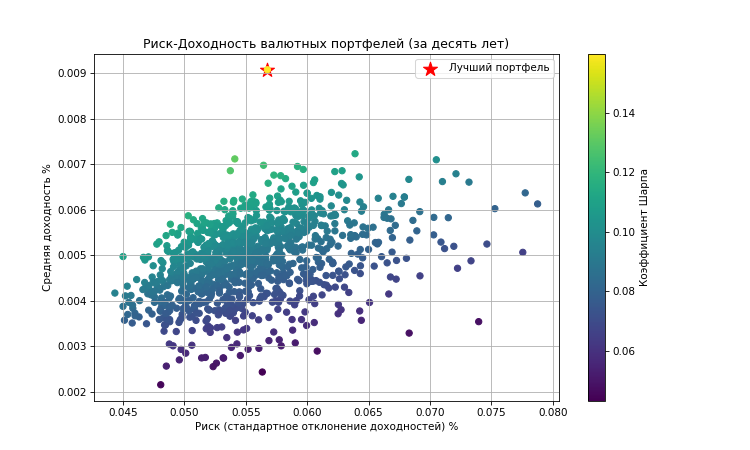 Риск-Доходность валютных портфелей (за десять лет)
Лучший портфель
Средняя доходность %
0.009
0.008
0.007
0.006
0.005
0.004
0.003
0.002
0.045 0.050 0.055 0.060 0.065 0.070 0.075 0.080
Риск (стандартное отклонение доходностей) %
0.14
0.12
0.10
0.08
0.06
Коэффициент Шарпа